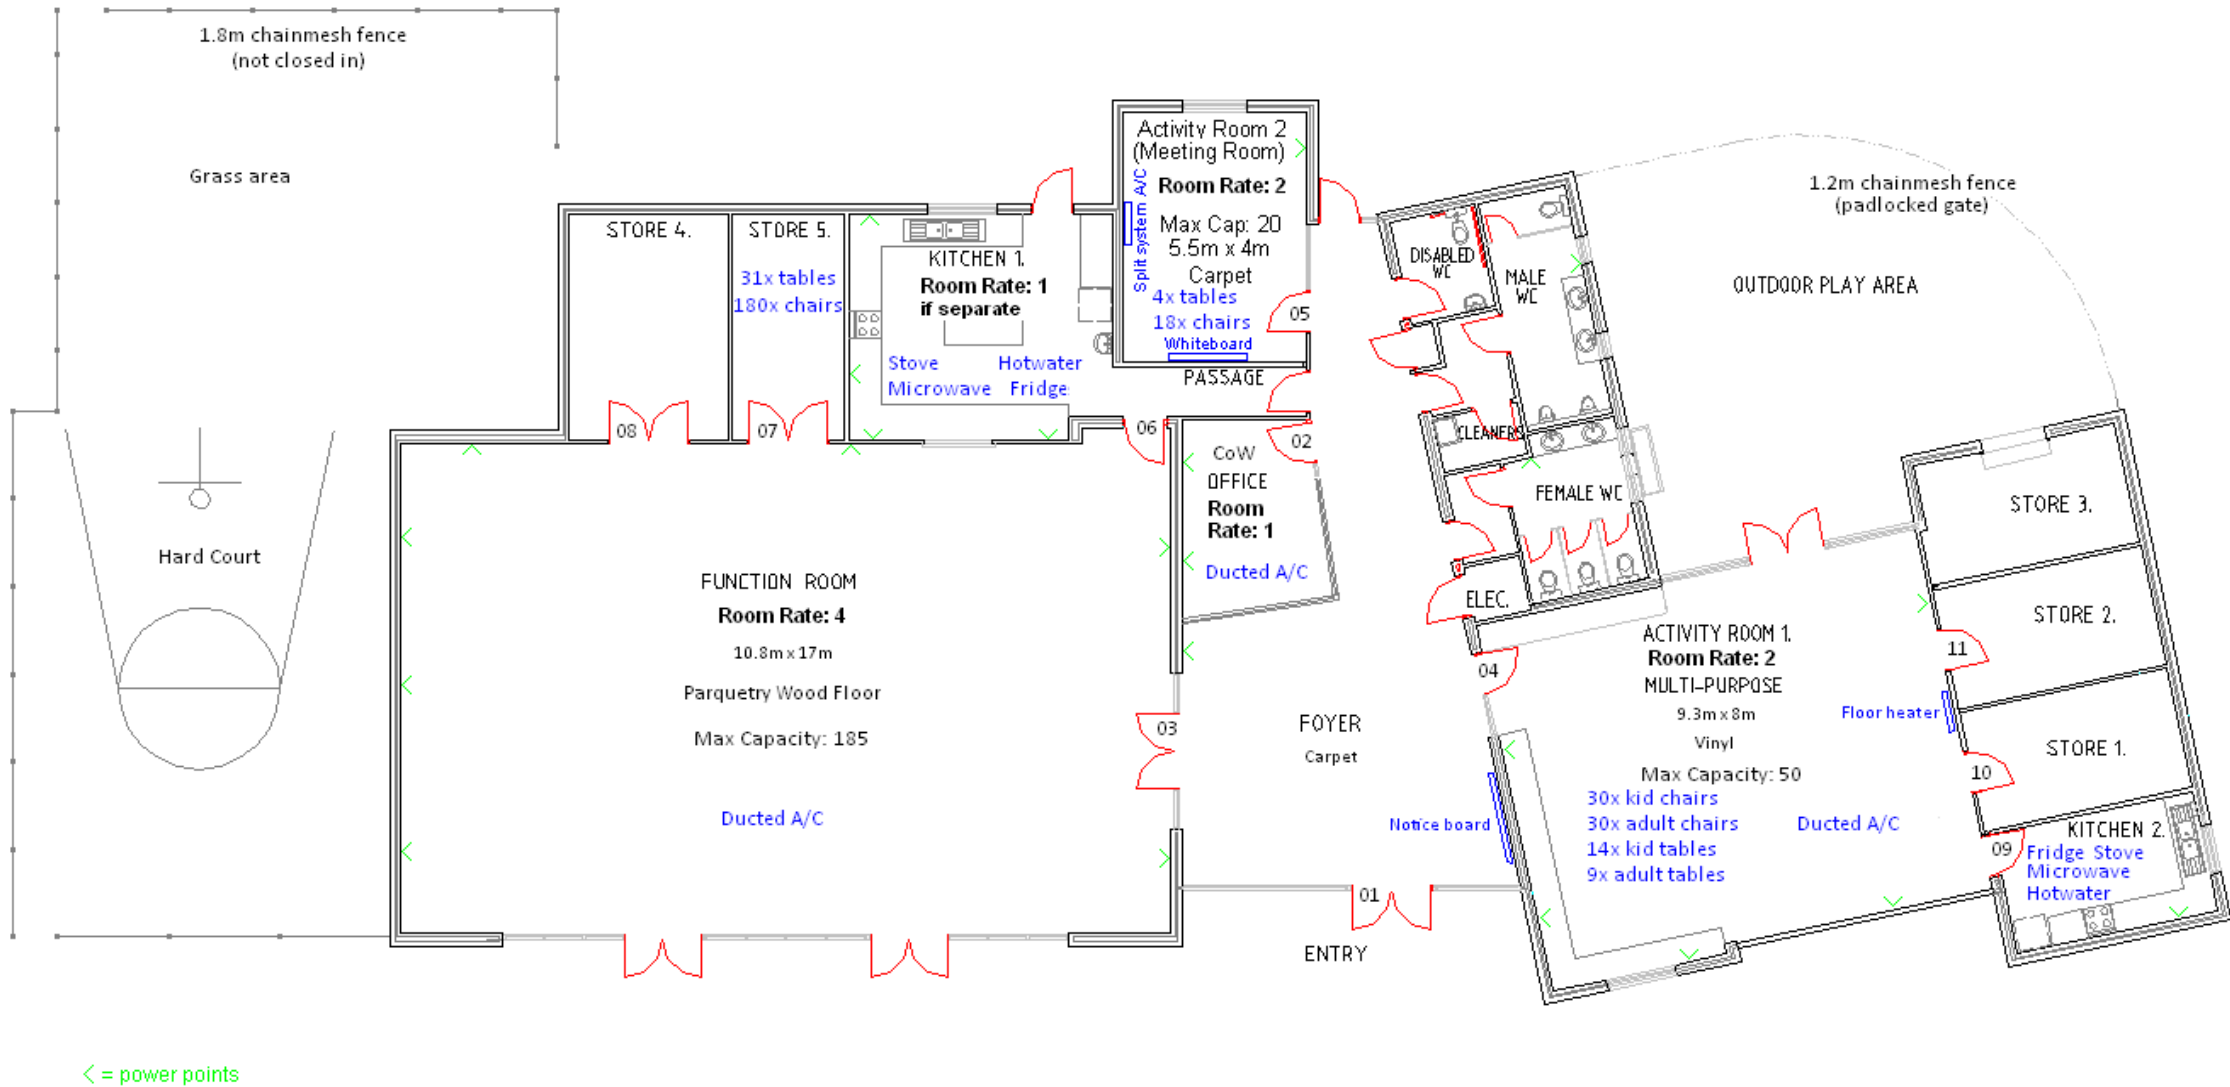 1.8m chainmesh fence
(not closed in)
Grass area
Hard Court
STORE 4.
STORE 5.
31x tables
180x chairs
KITCHEN 1.
Room Rate: 1
if separate
Stove
Hotwater
Microwave
Fridge
Activity Room 2
(Meeting Room)
Room Rate: 2
Max Cap: 20
5.5m x 4m
Carpet
4x tables
18x chairs
Whiteboard
Split system A/C
PASSAGE
05
08
07
06
02
CoW
OFFICE
Room
Rate: 1
Ducted A/C
FUNCTION ROOM
Room Rate: 4
10.8m x 17m
Parquetry Wood Floor
Max Capacity: 185
Ducted A/C
03
FOYER
Carpet
Notice board
01
ENTRY
DISABLED
WC
MALE
WC
CLEANERS
FEMALE WC
ELEC.
04
1.2m chainmesh fence
(padlocked gate)
OUTDOOR PLAY AREA
ACTIVITY ROOM 1.
Room Rate: 2
MULTI-PURPOSE
9.3m x 8m
Vinyl
Max Capacity: 50
30x kid chairs
30x adult chairs
14x kid tables
9x adult tables
Ducted A/C
Floor heater
STORE 3.
STORE 2.
11
STORE 1.
10
KITCHEN 2.
09
Fridge Stove
Microwave
Hotwater
< = power points